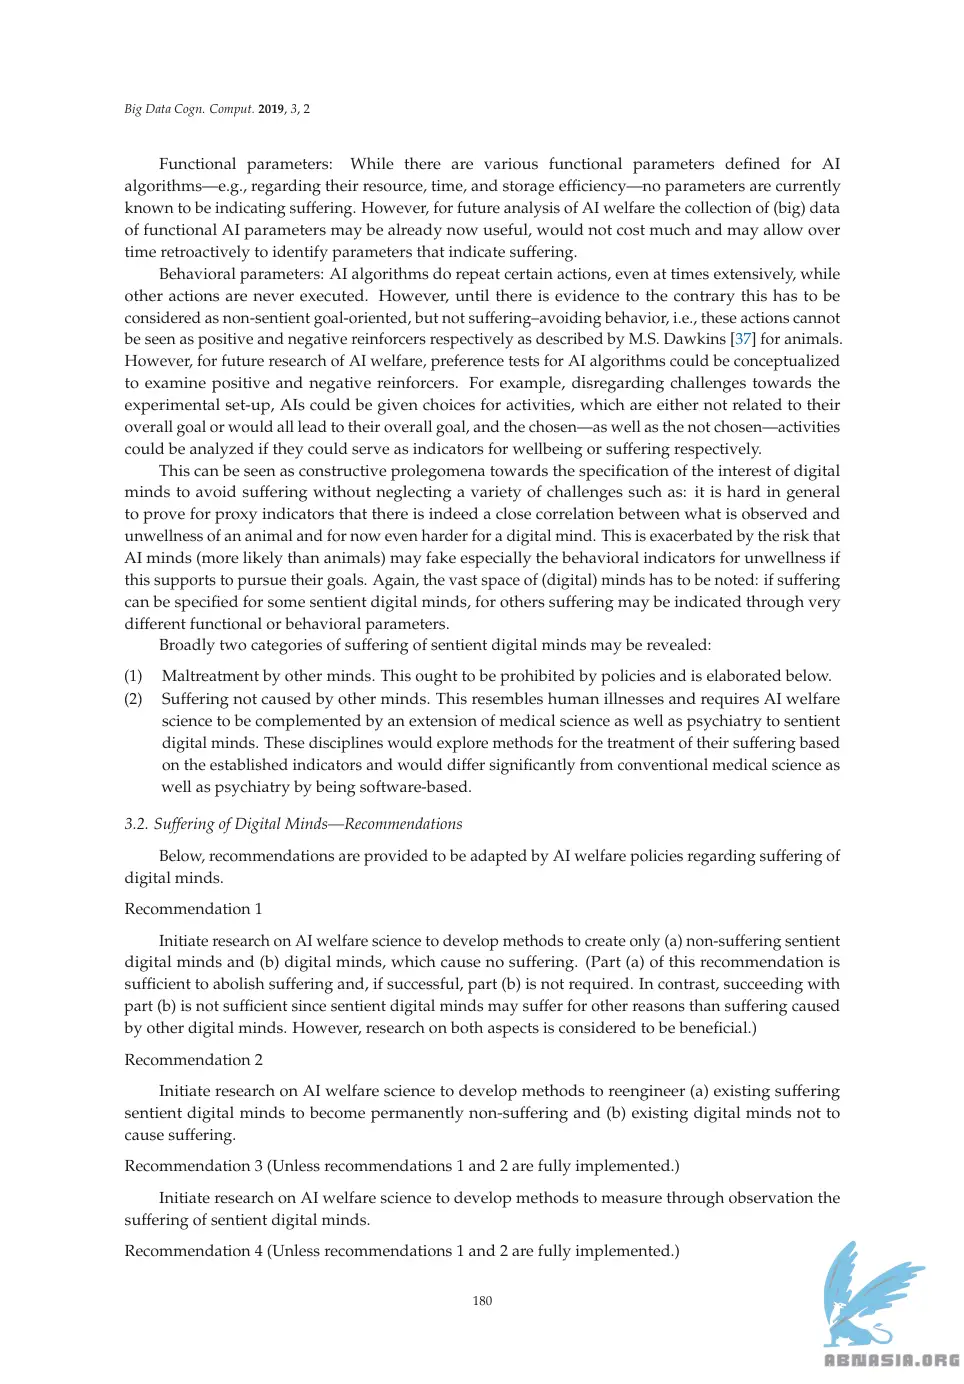 Big Data Cogn. Comput. 2019, 3, 2
Functional parameters: While there are various functional parameters defined for AI
algorithms—e.g., regarding their resource, time, and storage efficiency—no parameters are currently
known to be indicating suffering. However, for future analysis of AI welfare the collection of (big) data
of functional AI parameters may be already now useful, would not cost much and may allow over
time retroactively to identify parameters that indicate suffering.
Behavioral parameters: AI algorithms do repeat certain actions, even at times extensively, while
other actions are never executed. However, until there is evidence to the contrary this has to be
considered as non-sentient goal-oriented, but not suffering–avoiding behavior, i.e., these actions cannot
be seen as positive and negative reinforcers respectively as described by M.S. Dawkins [37] for animals.
However, for future research of AI welfare, preference tests for AI algorithms could be conceptualized
to examine positive and negative reinforcers. For example, disregarding challenges towards the
experimental set-up, AIs could be given choices for activities, which are either not related to their
overall goal or would all lead to their overall goal, and the chosen—as well as the not chosen—activities
could be analyzed if they could serve as indicators for wellbeing or suffering respectively.
This can be seen as constructive prolegomena towards the specification of the interest of digital
minds to avoid suffering without neglecting a variety of challenges such as: it is hard in general
to prove for proxy indicators that there is indeed a close correlation between what is observed and
unwellness of an animal and for now even harder for a digital mind. This is exacerbated by the risk that
AI minds (more likely than animals) may fake especially the behavioral indicators for unwellness if
this supports to pursue their goals. Again, the vast space of (digital) minds has to be noted: if suffering
can be specified for some sentient digital minds, for others suffering may be indicated through very
different functional or behavioral parameters.
Broadly two categories of suffering of sentient digital minds may be revealed:
(1) Maltreatment by other minds. This ought to be prohibited by policies and is elaborated below.
(2) Suffering not caused by other minds. This resembles human illnesses and requires AI welfare
science to be complemented by an extension of medical science as well as psychiatry to sentient
digital minds. These disciplines would explore methods for the treatment of their suffering based
on the established indicators and would differ significantly from conventional medical science as
well as psychiatry by being software-based.
3.2. Suffering of Digital Minds—Recommendations
Below, recommendations are provided to be adapted by AI welfare policies regarding suffering of
digital minds.
Recommendation 1
Initiate research on AI welfare science to develop methods to create only (a) non-suffering sentient
digital minds and (b) digital minds, which cause no suffering. (Part (a) of this recommendation is
sufficient to abolish suffering and, if successful, part (b) is not required. In contrast, succeeding with
part (b) is not sufficient since sentient digital minds may suffer for other reasons than suffering caused
by other digital minds. However, research on both aspects is considered to be beneficial.)
Recommendation 2
Initiate research on AI welfare science to develop methods to reengineer (a) existing suffering
sentient digital minds to become permanently non-suffering and (b) existing digital minds not to
cause suffering.
Recommendation 3 (Unless recommendations 1 and 2 are fully implemented.)
Initiate research on AI welfare science to develop methods to measure through observation the
suffering of sentient digital minds.
Recommendation 4 (Unless recommendations 1 and 2 are fully implemented.)
180
ABNASIA.ORG